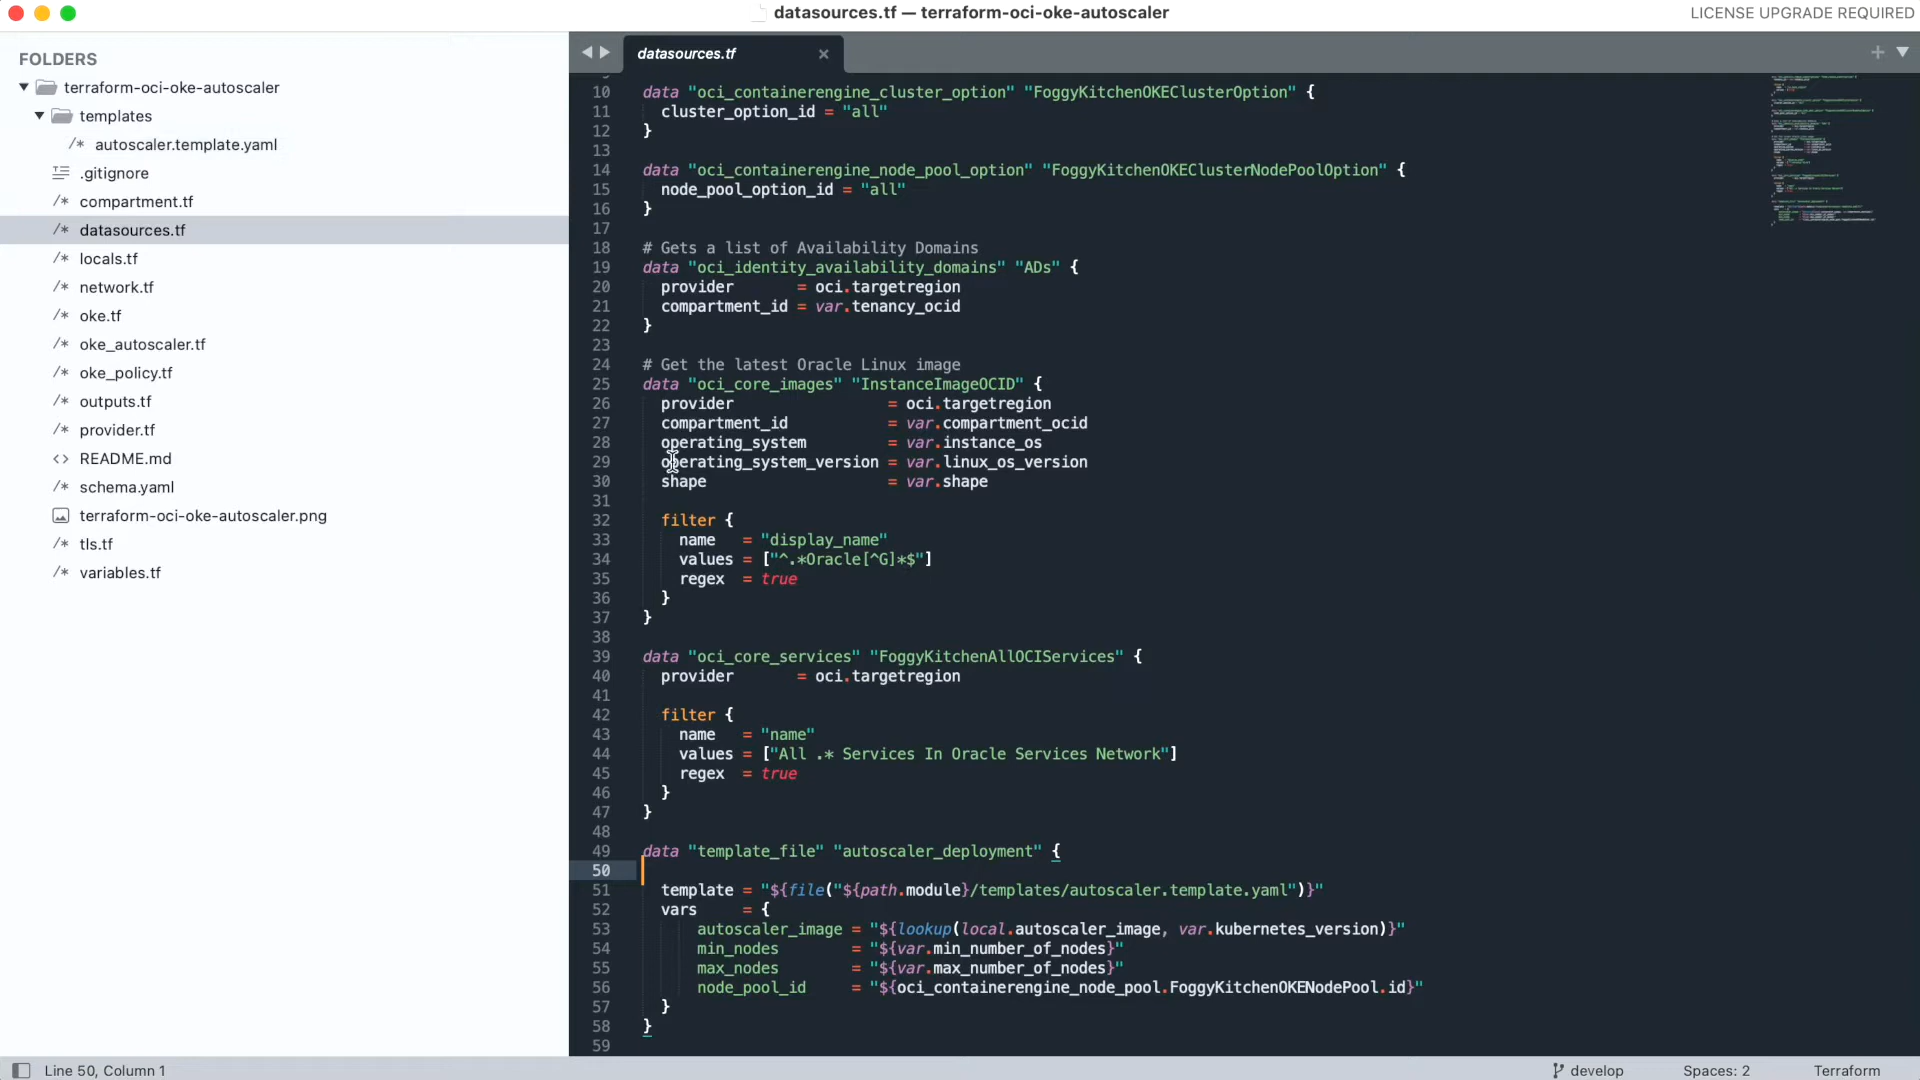 datasources.tf — terraform-oci-oke-autoscaler
LICENSE UPGRADE REQUIRED
FOLDERS
terraform-oci-oke-autoscaler
templates
/* autoscaler.template.yaml
.gitignore
/* compartment.tf
/* datasources.tf
/* locals.tf
/* network.tf
/* oke.tf
/* oke_autoscaler.tf
/* oke_policy.tf
/* outputs.tf
/* provider.tf
<> README.md
/* schema.yaml
terraform-oci-oke-autoscaler.png
/* tls.tf
/* variables.tf
datasources.tf
10 data "oci_containerengine_cluster_option" "FoggyKitchenOKEClusterOption" {
11   cluster_option_id = "all"
12 }
13
14 data "oci_containerengine_node_pool_option" "FoggyKitchenOKEClusterNodePoolOption" {
15   node_pool_option_id = "all"
16 }
17
18 # Gets a list of Availability Domains
19 data "oci_identity_availability_domains" "ADs" {
20   provider       = oci.targetregion
21   compartment_id = var.tenancy_ocid
22 }
23
24 # Get the latest Oracle Linux image
25 data "oci_core_images" "InstanceImageOCID" {
26   provider                 = oci.targetregion
27   compartment_id           = var.compartment_ocid
28   operating_system         = var.instance_os
29   operating_system_version = var.linux_os_version
30   shape                    = var.shape
31
32   filter {
33     name   = "display_name"
34     values = ["^.*Oracle[^G]*$"]
35     regex  = true
36   }
37 }
38
39 data "oci_core_services" "FoggyKitchenAllOCIServices" {
40   provider       = oci.targetregion
41
42   filter {
43     name   = "name"
44     values = ["All .* Services In Oracle Services Network"]
45     regex  = true
46   }
47 }
48
49 data "template_file" "autoscaler_deployment" {
50
51   template = "${file("${path.module}/templates/autoscaler.template.yaml")}"
52   vars     = {
53       autoscaler_image = "${lookup(local.autoscaler_image, var.kubernetes_version)}"
54       min_nodes        = "${var.min_number_of_nodes}"
55       max_nodes        = "${var.max_number_of_nodes}"
56       node_pool_id     = "${oci_containerengine_node_pool.FoggyKitchenOKENodePool.id}"
57   }
58 }
59
Line 50, Column 1
develop
Spaces: 2
Terraform